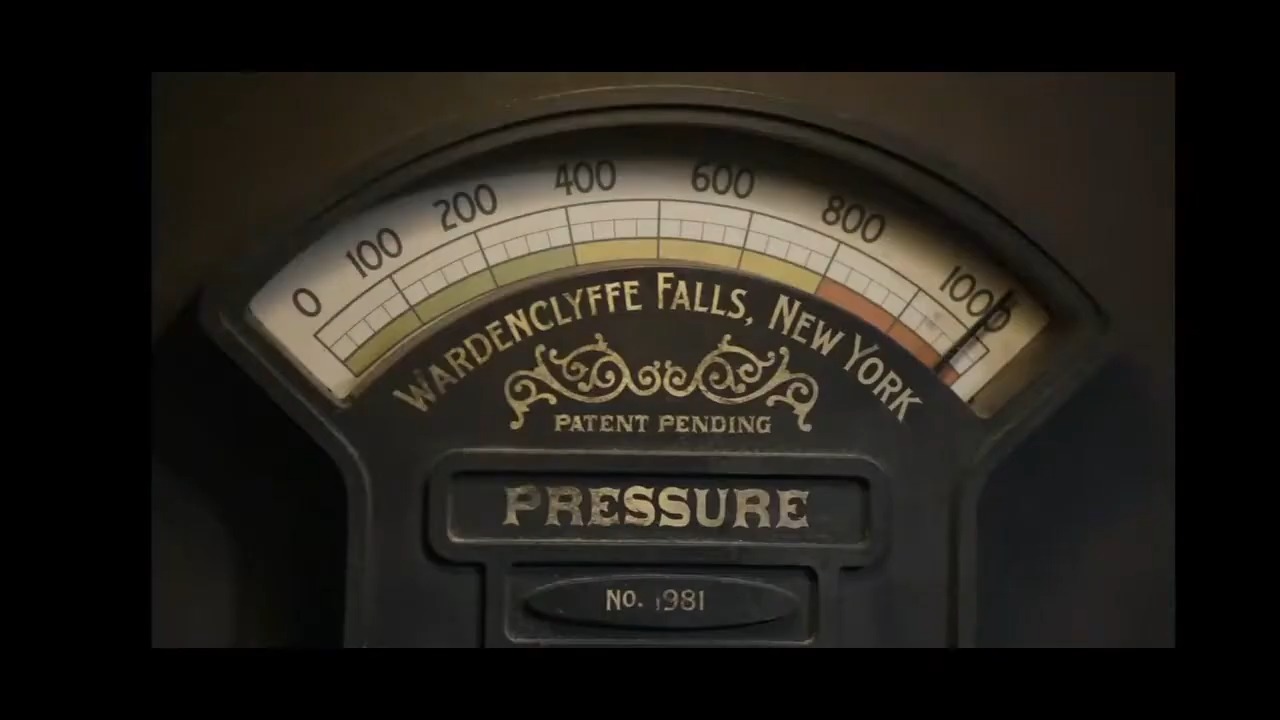 0 100 200 400 600 800 1000
WARDENCLYFFE FALLS, NEW YORK
PATENT PENDING
PRESSURE
No. 1981